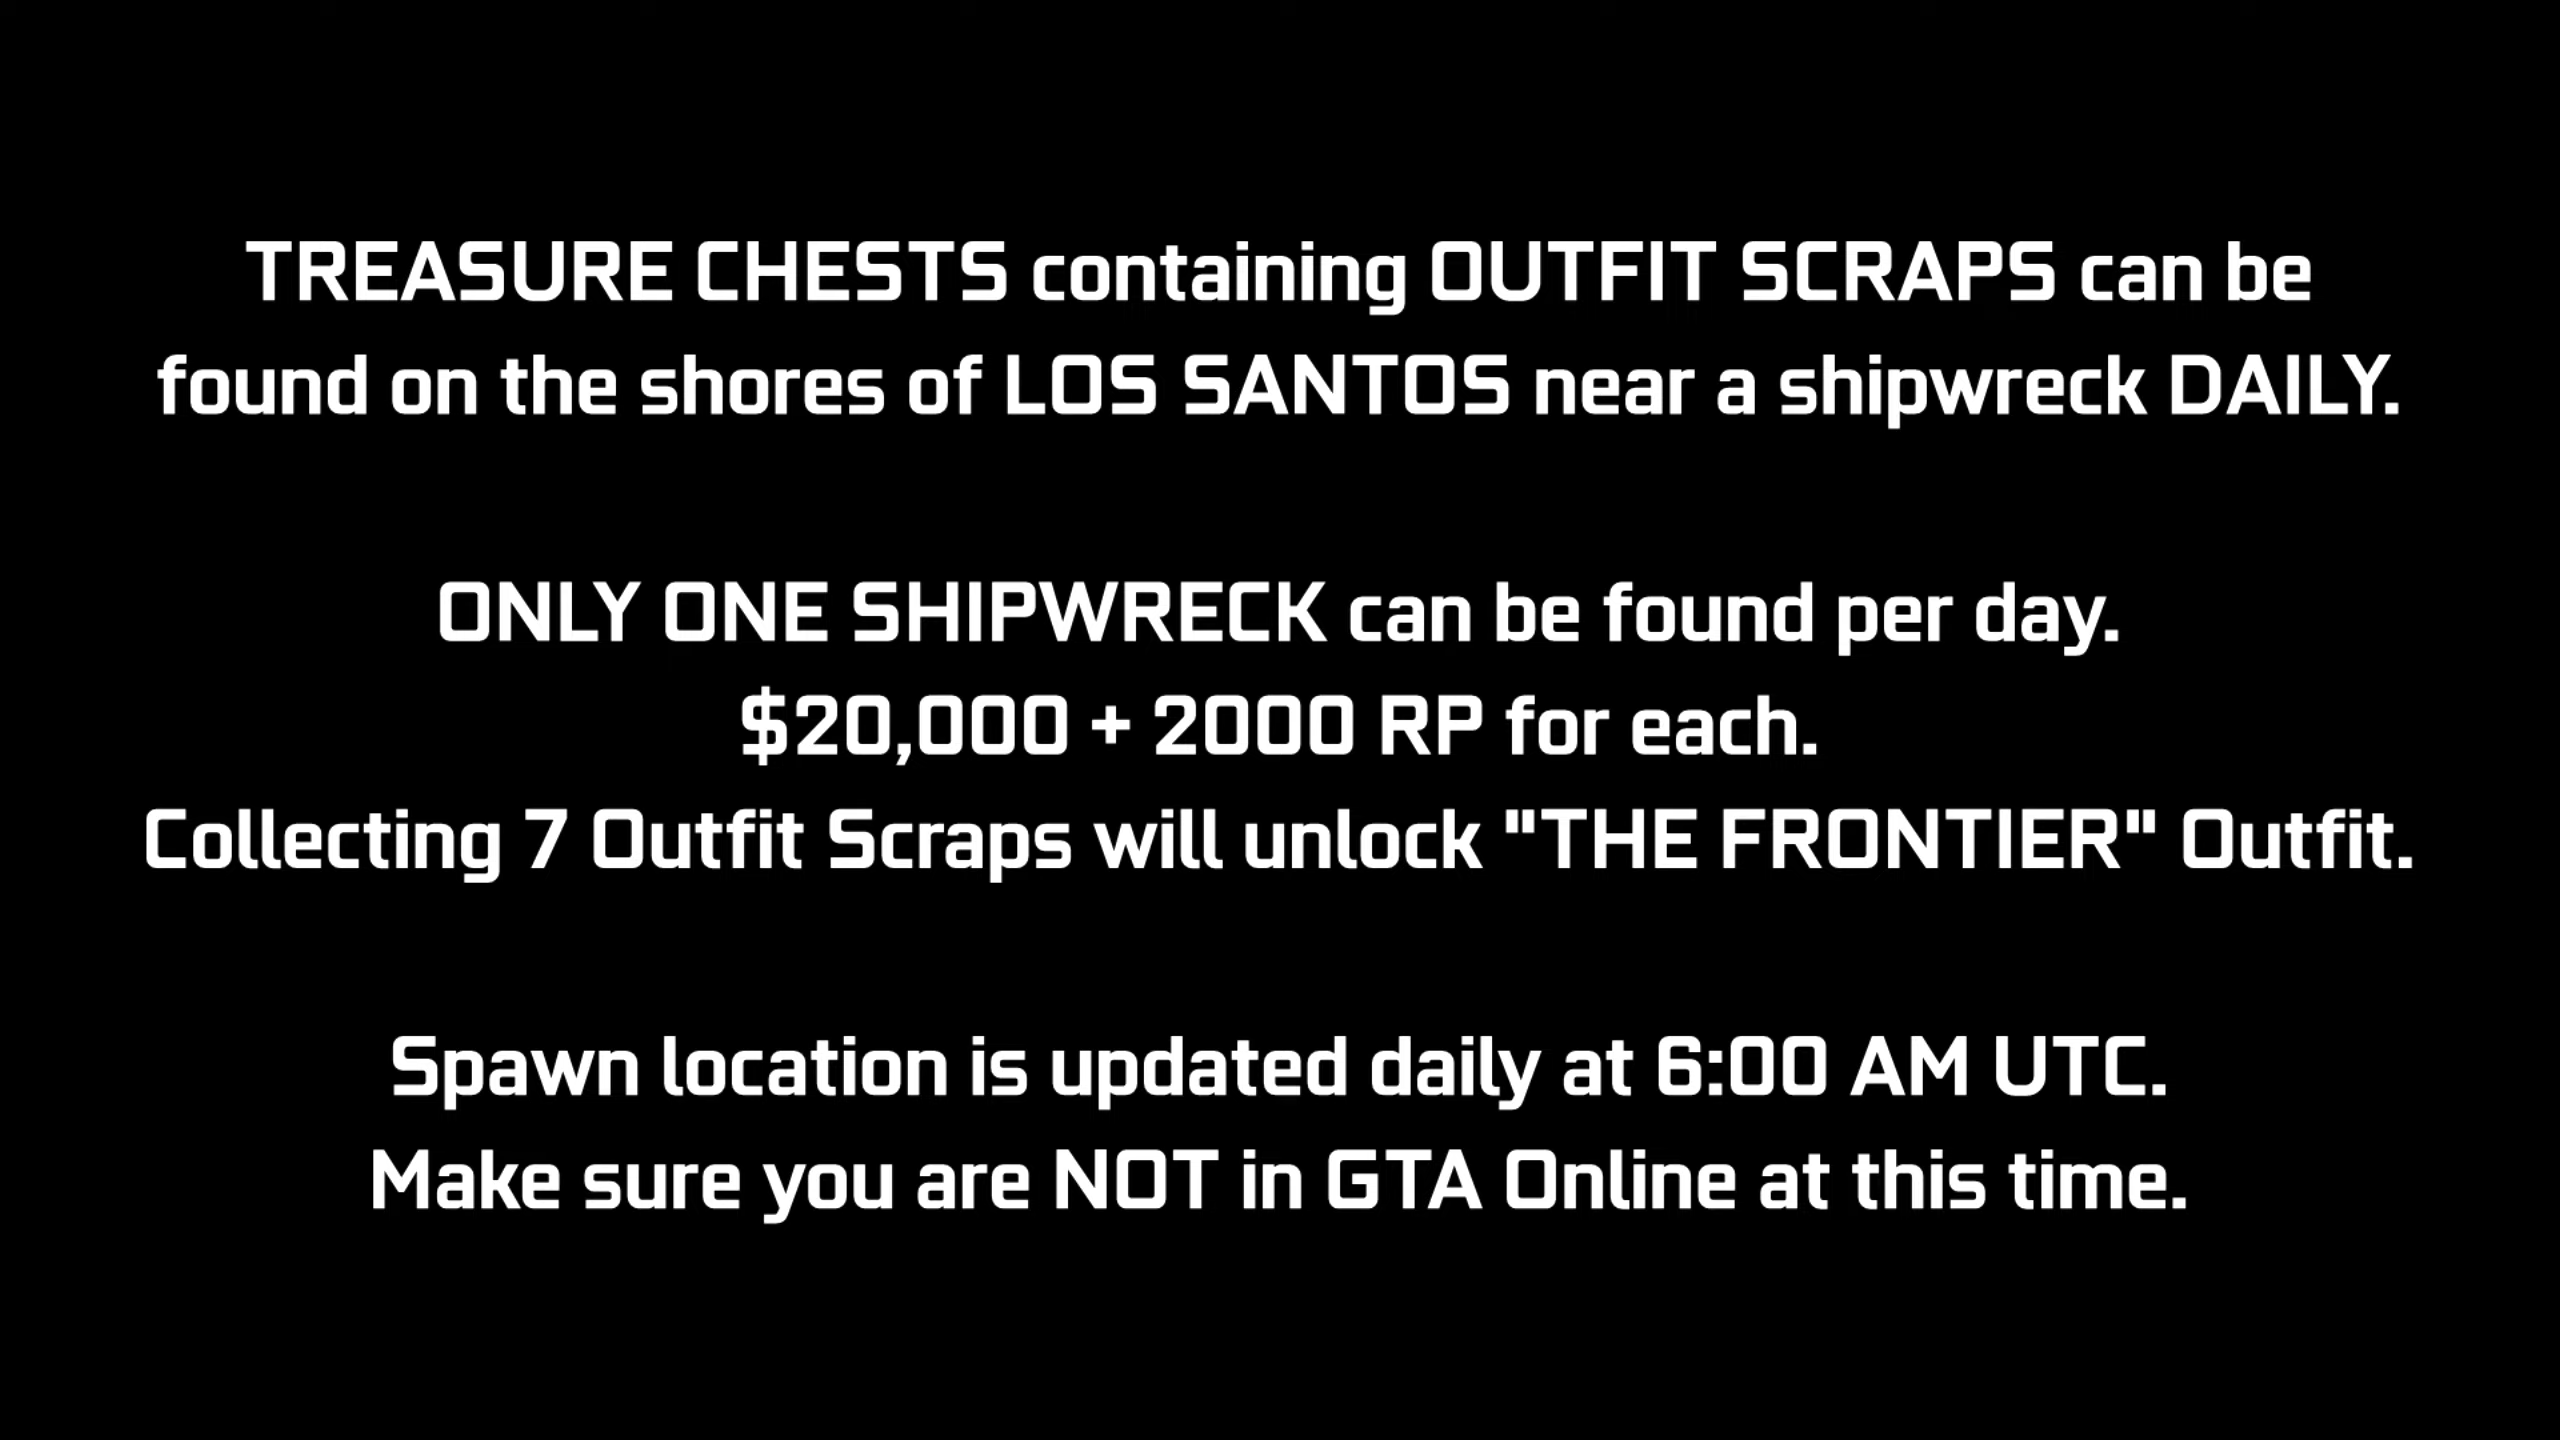 TREASURE CHESTS containing OUTFIT SCRAPS can be
found on the shores of LOS SANTOS near a shipwreck DAILY.
ONLY ONE SHIPWRECK can be found per day.
$20,000 + 2000 RP for each.
Collecting 7 Outfit Scraps will unlock "THE FRONTIER" Outfit.
Spawn location is updated daily at 6:00 AM UTC.
Make sure you are NOT in GTA Online at this time.